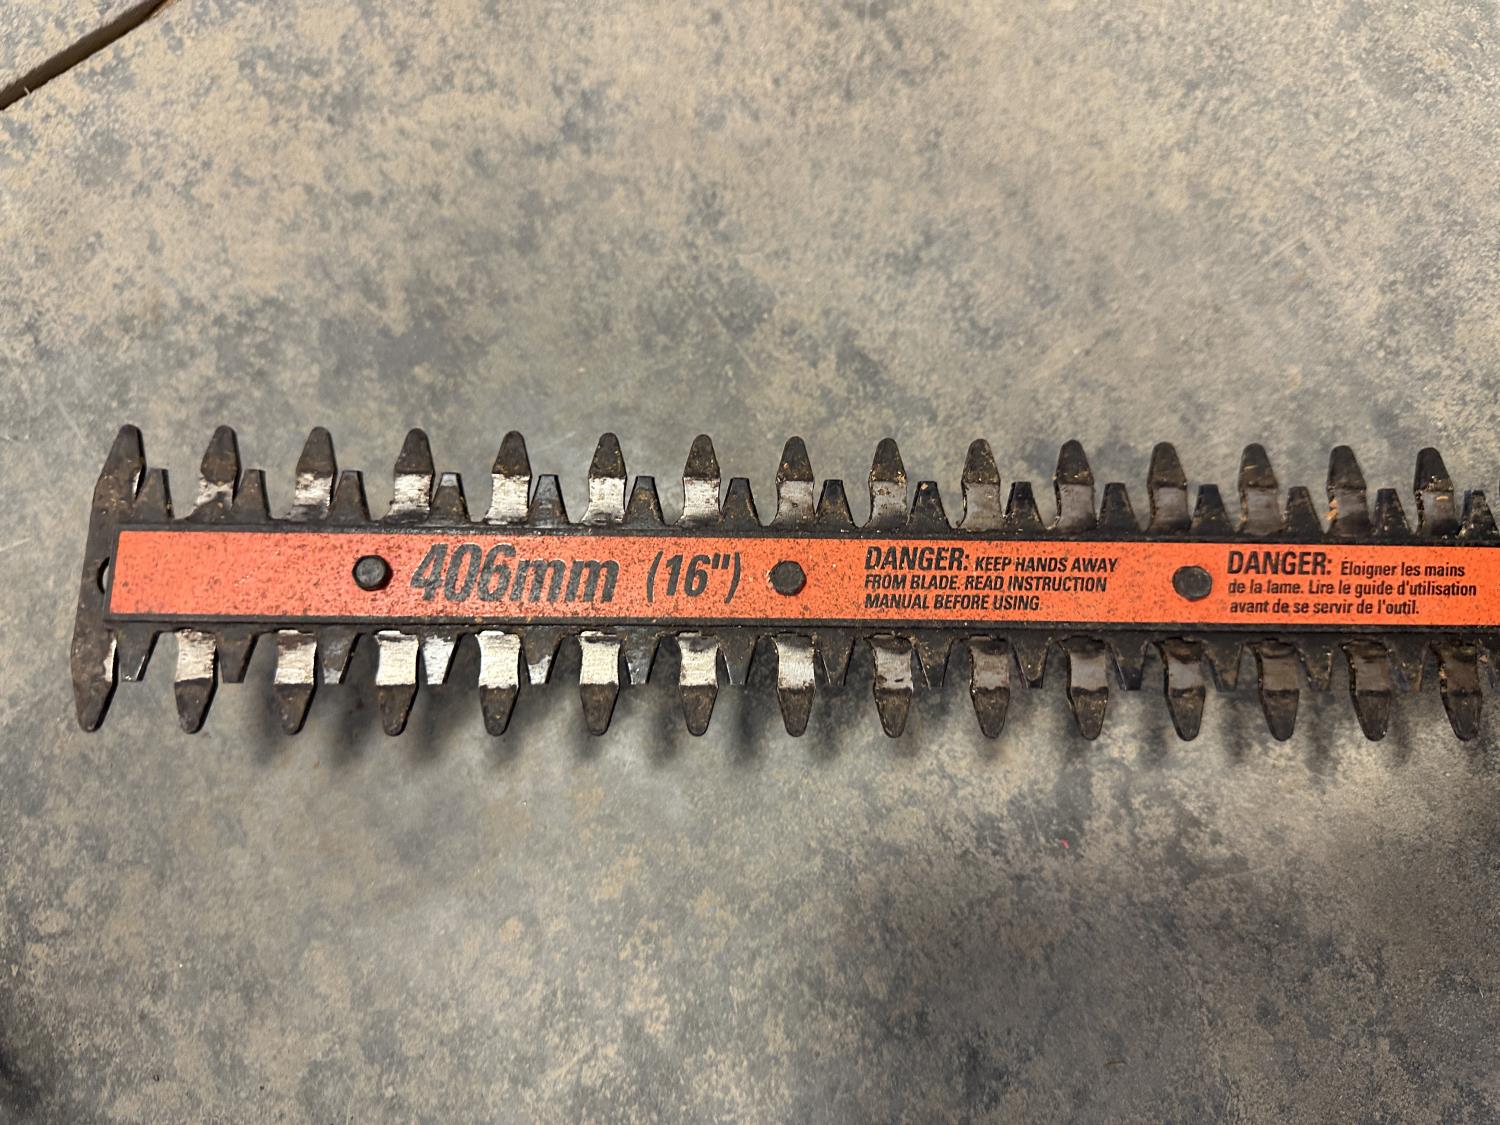 406mm (16")
DANGER: KEEP HANDS AWAY
FROM BLADE. READ INSTRUCTION
MANUAL BEFORE USING.
DANGER: Éloigner les mains
de la lame. Lire le guide d'utilisation
avant de se servir de l'outil.